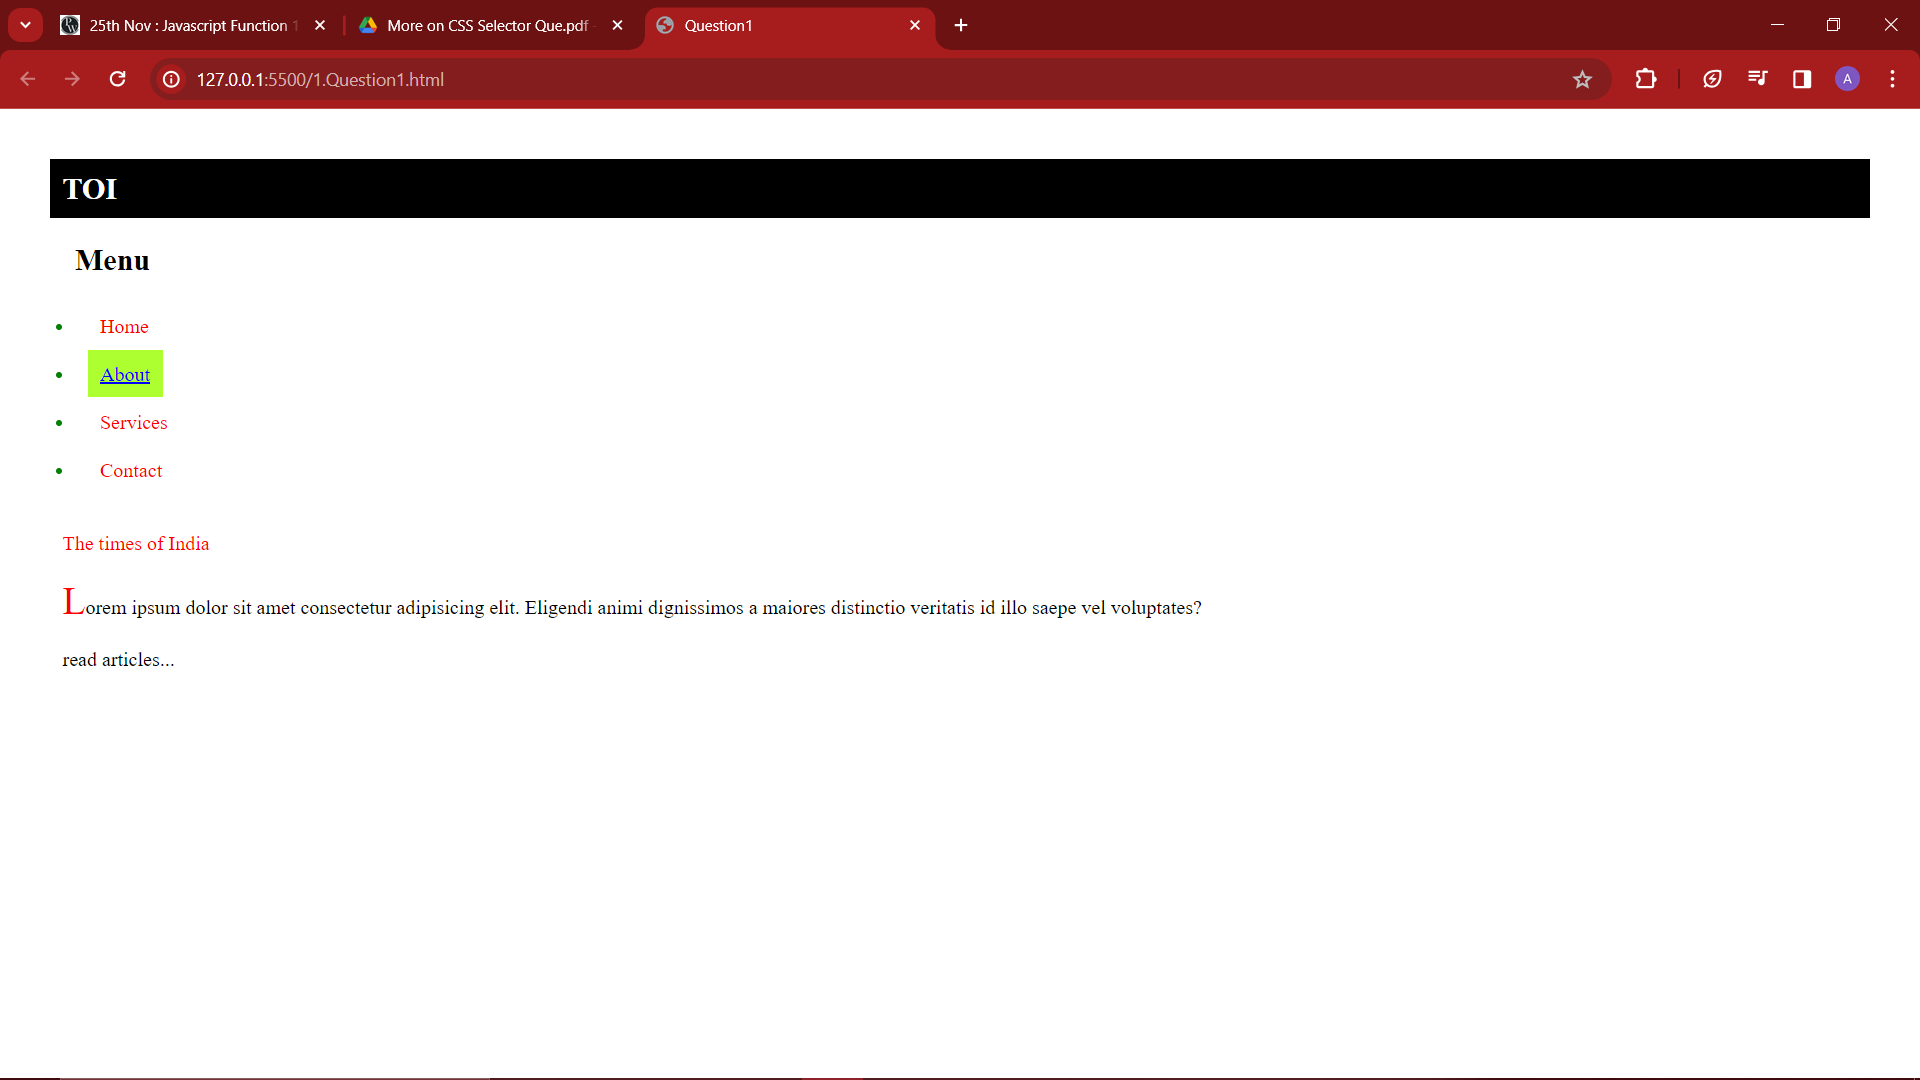 25th Nov : Javascript Function
More on CSS Selector Que.pdf
Question1
127.0.0.1:5500/1.Question1.html
A
TOI
Menu
Home
About
Services
Contact
The times of India
Lorem ipsum dolor sit amet consectetur adipisicing elit. Eligendi animi dignissimos a maiores distinctio veritatis id illo saepe vel voluptates?
read articles...